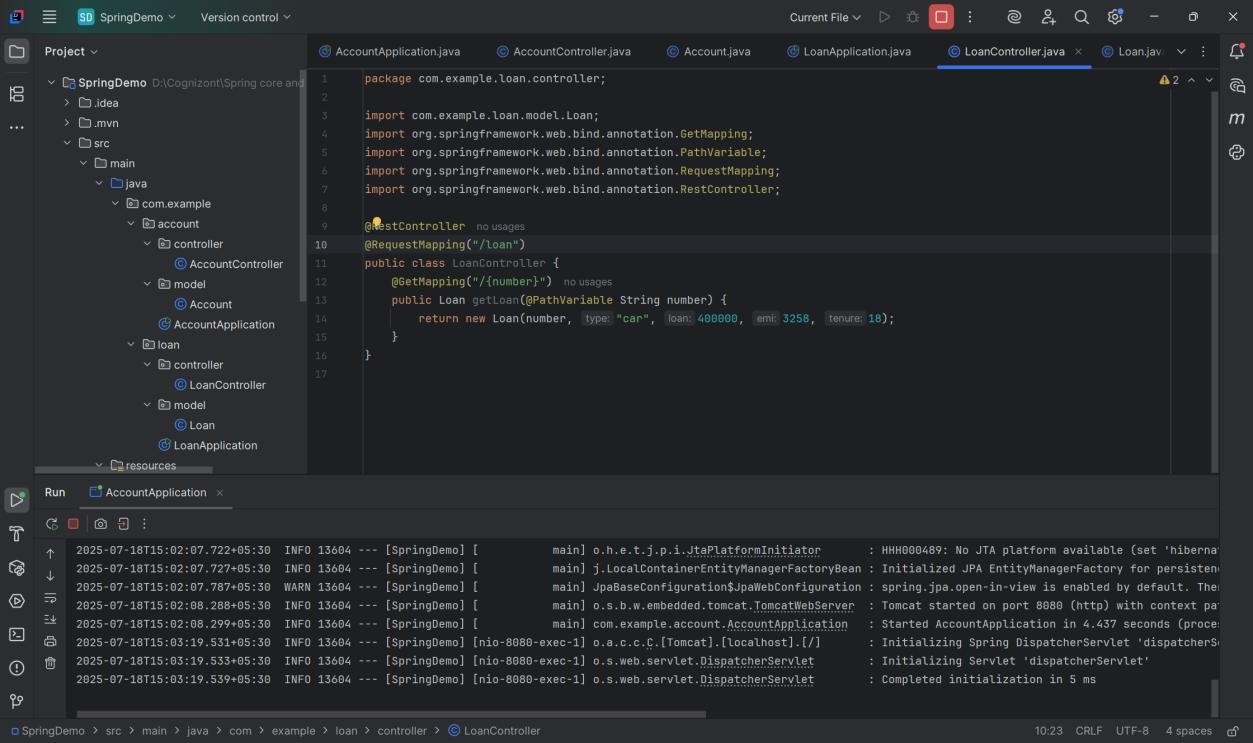 SD SpringDemo Version control Current File
Project
AccountApplication.java AccountController.java Account.java LoanApplication.java LoanController.java Loan.jav
SpringDemo D:\Cognizont\Spring core and
.idea
.mvn
src
main
java
com.example
account
controller
AccountController
model
Account
AccountApplication
loan
controller
LoanController
model
Loan
LoanApplication
resources
2
1 package com.example.loan.controller;
2
3 import com.example.loan.model.Loan;
4 import org.springframework.web.bind.annotation.GetMapping;
5 import org.springframework.web.bind.annotation.PathVariable;
6 import org.springframework.web.bind.annotation.RequestMapping;
7 import org.springframework.web.bind.annotation.RestController;
8
9 @RestController no usages
10 @RequestMapping("/loan")
11 public class LoanController {
12 @GetMapping("/{number}") no usages
13 public Loan getLoan(@PathVariable String number) {
14 return new Loan(number, type: "car", loan: 400000, emi: 3258, tenure: 18);
15 }
16 }
17
m
Run AccountApplication
2025-07-18T15:02:07.722+05:30 INFO 13604 --- [SpringDemo] [ main] o.h.e.t.j.p.i.JtaPlatformInitiator : HHH000489: No JTA platform available (set 'hiberna
2025-07-18T15:02:07.727+05:30 INFO 13604 --- [SpringDemo] [ main] j.LocalContainerEntityManagerFactoryBean : Initialized JPA EntityManagerFactory for persisten
2025-07-18T15:02:07.787+05:30 WARN 13604 --- [SpringDemo] [ main] JpaBaseConfiguration$JpaWebConfiguration : spring.jpa.open-in-view is enabled by default. The
2025-07-18T15:02:08.288+05:30 INFO 13604 --- [SpringDemo] [ main] o.s.b.w.embedded.tomcat.TomcatWebServer : Tomcat started on port 8080 (http) with context pa
2025-07-18T15:02:08.299+05:30 INFO 13604 --- [SpringDemo] [ main] com.example.account.AccountApplication : Started AccountApplication in 4.437 seconds (proce
2025-07-18T15:03:19.531+05:30 INFO 13604 --- [SpringDemo] [nio-8080-exec-1] o.a.c.c.C.[Tomcat].[localhost].[/] : Initializing Spring DispatcherServlet 'dispatcherS
2025-07-18T15:03:19.533+05:30 INFO 13604 --- [SpringDemo] [nio-8080-exec-1] o.s.web.servlet.DispatcherServlet : Initializing Servlet 'dispatcherServlet'
2025-07-18T15:03:19.539+05:30 INFO 13604 --- [SpringDemo] [nio-8080-exec-1] o.s.web.servlet.DispatcherServlet : Completed initialization in 5 ms
SpringDemo > src > main > java > com > example > loan > controller > LoanController 10:23 CRLF UTF-8 4 spaces